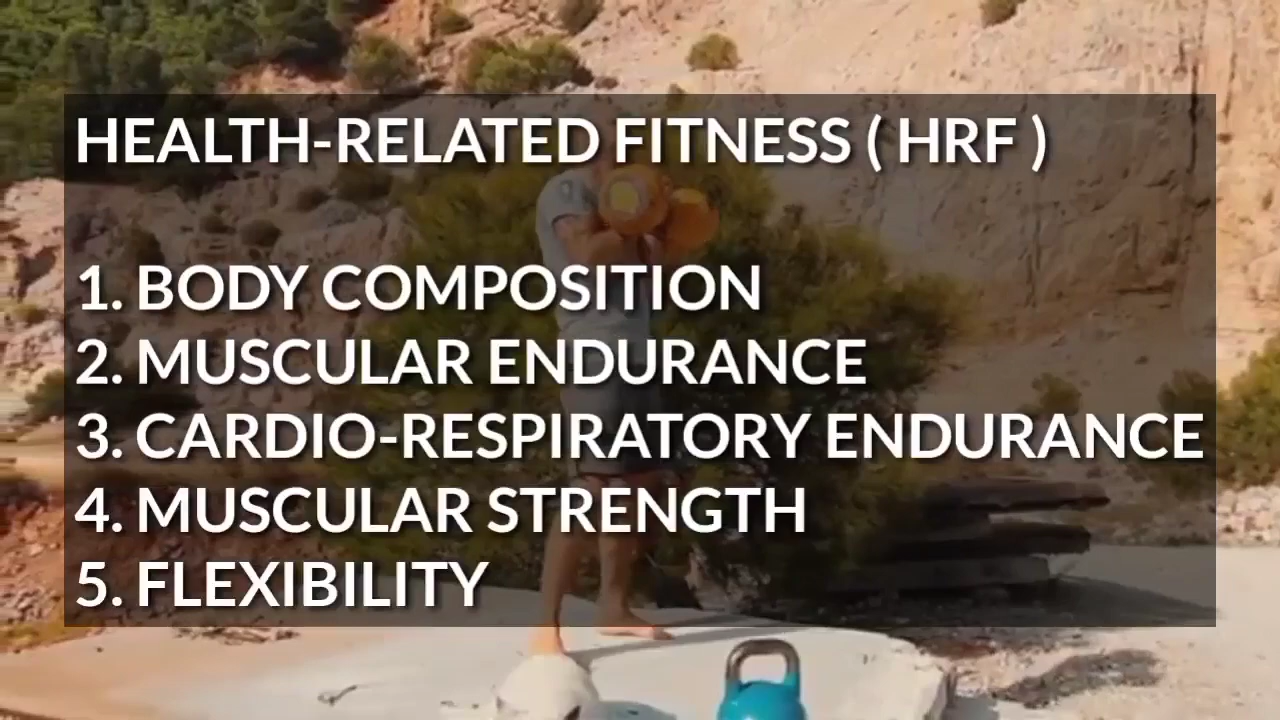 HEALTH-RELATED FITNESS ( HRF )
1. BODY COMPOSITION
2. MUSCULAR ENDURANCE
3. CARDIO-RESPIRATORY ENDURANCE
4. MUSCULAR STRENGTH
5. FLEXIBILITY